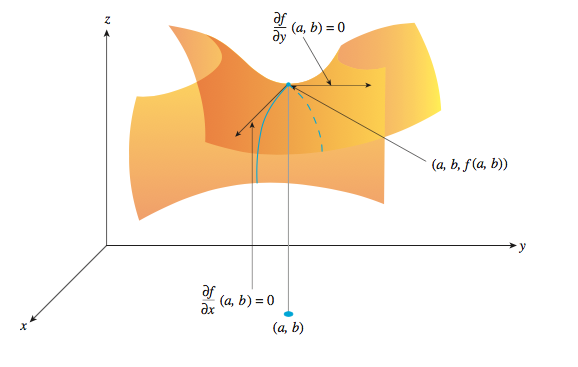 z
∂f/∂y (a, b) = 0
(a, b, f(a, b))
y
∂f/∂x (a, b) = 0
x
(a, b)